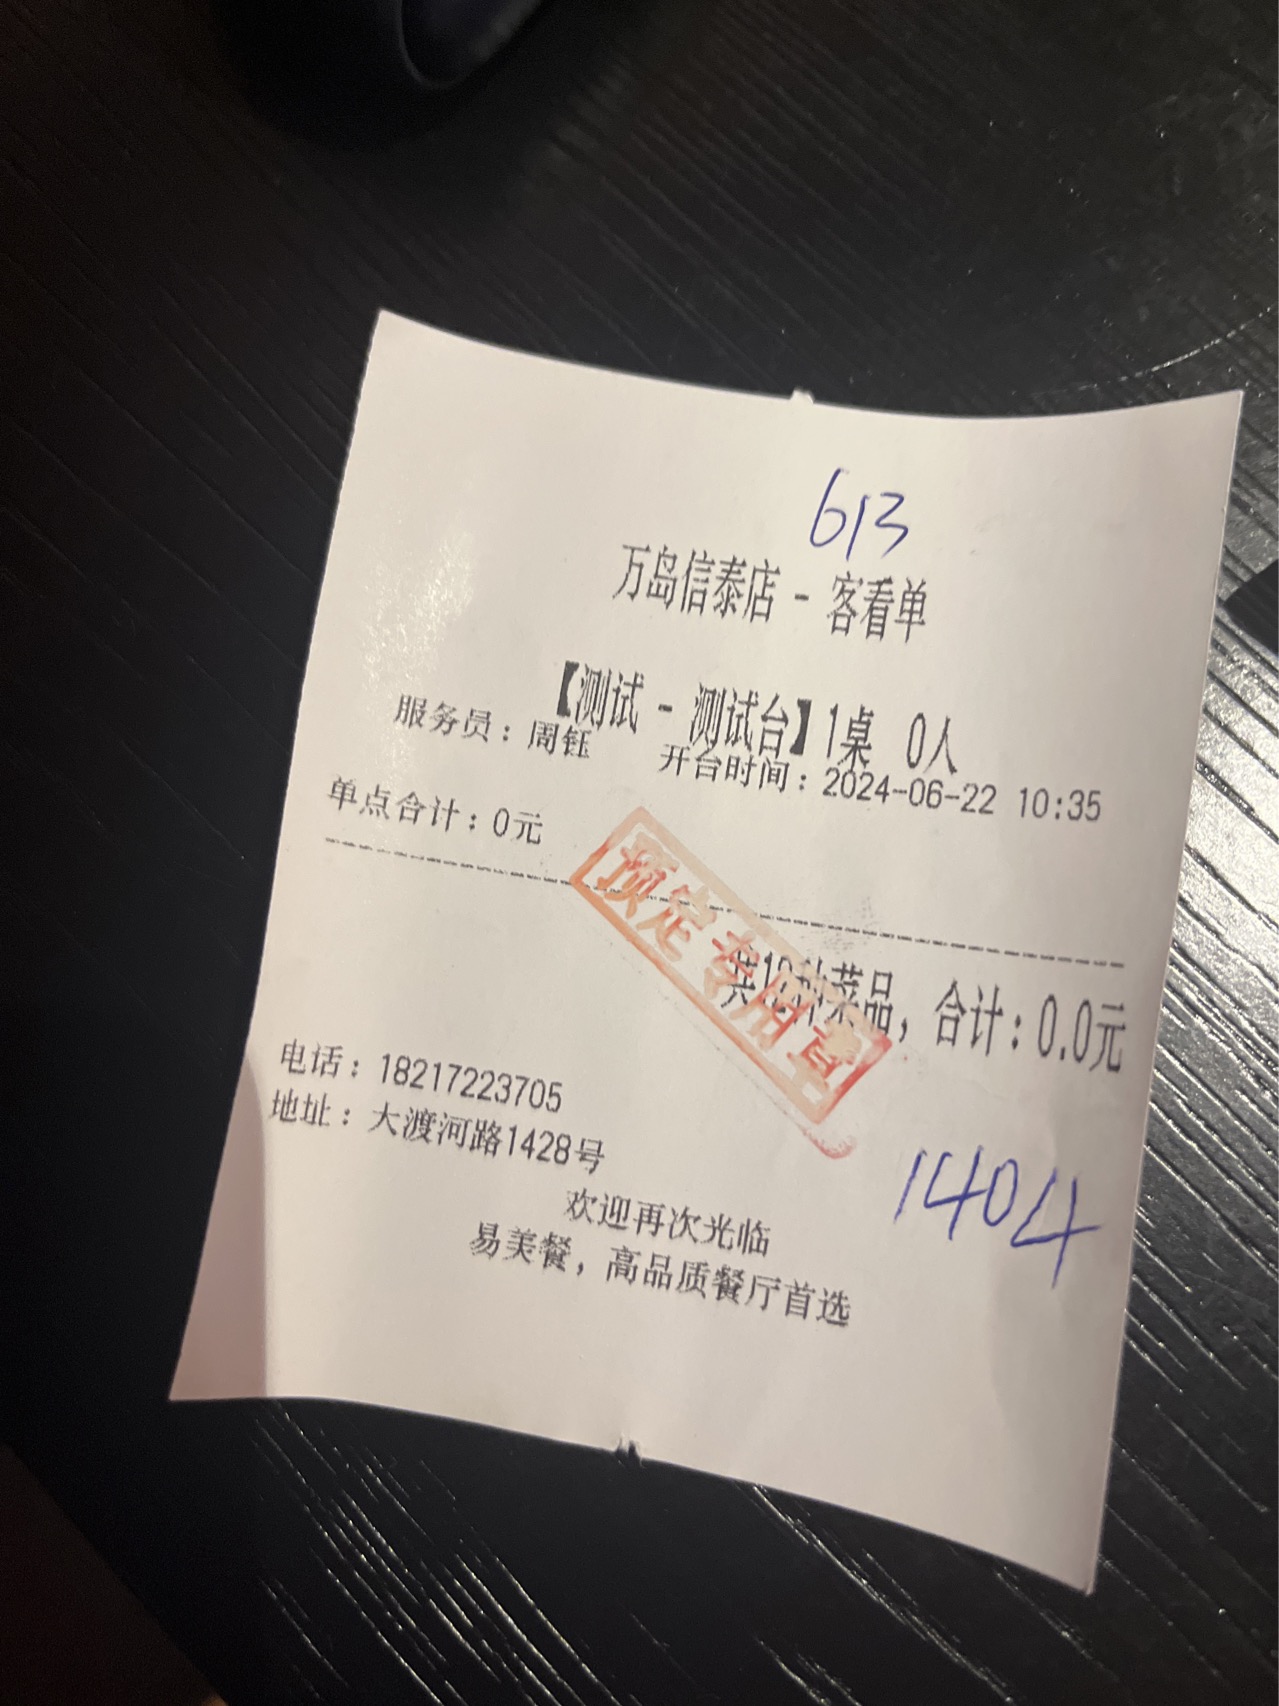 613
万岛信泰店 - 客看单
【测试 - 测试台】1桌 0人
服务员：周钰 开台时间：2024-06-22 10:35
单点合计：0元
预定专用章
种菜品，合计：0.0元
电话：18217223705
地址：大渡河路1428号
1404
欢迎再次光临
易美餐，高品质餐厅首选